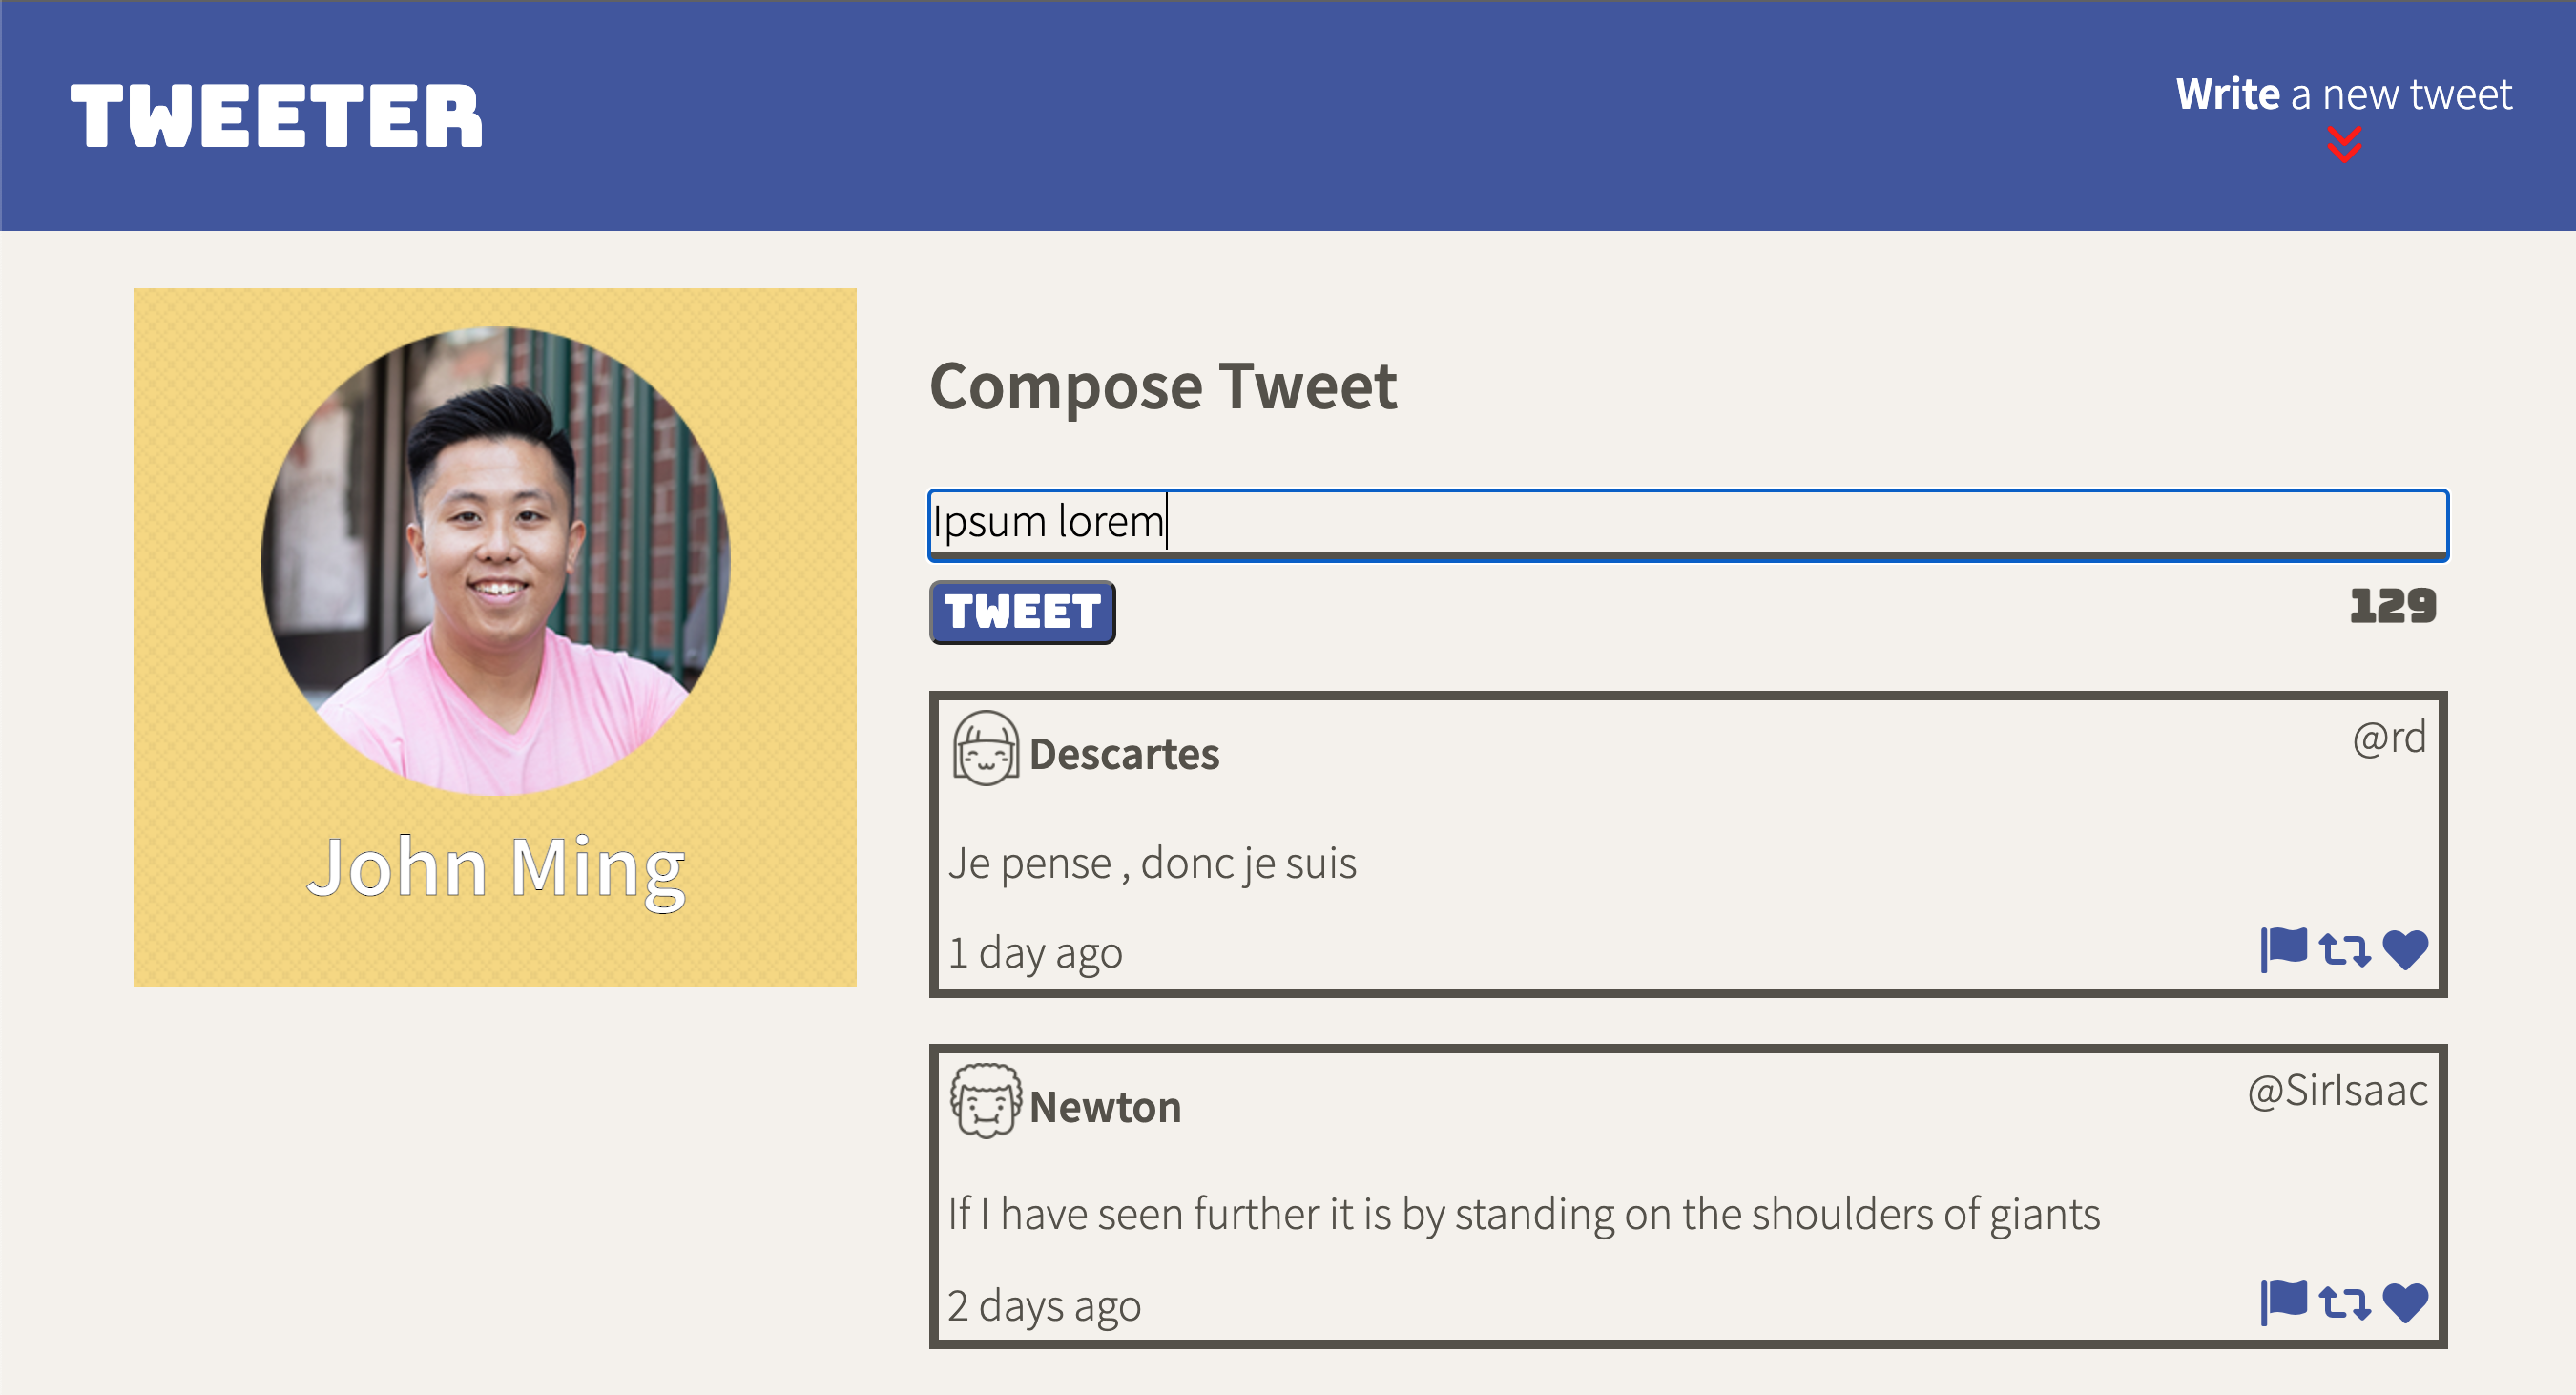 TWEETER
Write a new tweet
John Ming
Compose Tweet
Ipsum lorem
TWEET
129
Descartes
@rd
Je pense , donc je suis
1 day ago
Newton
@SirIsaac
If I have seen further it is by standing on the shoulders of giants
2 days ago